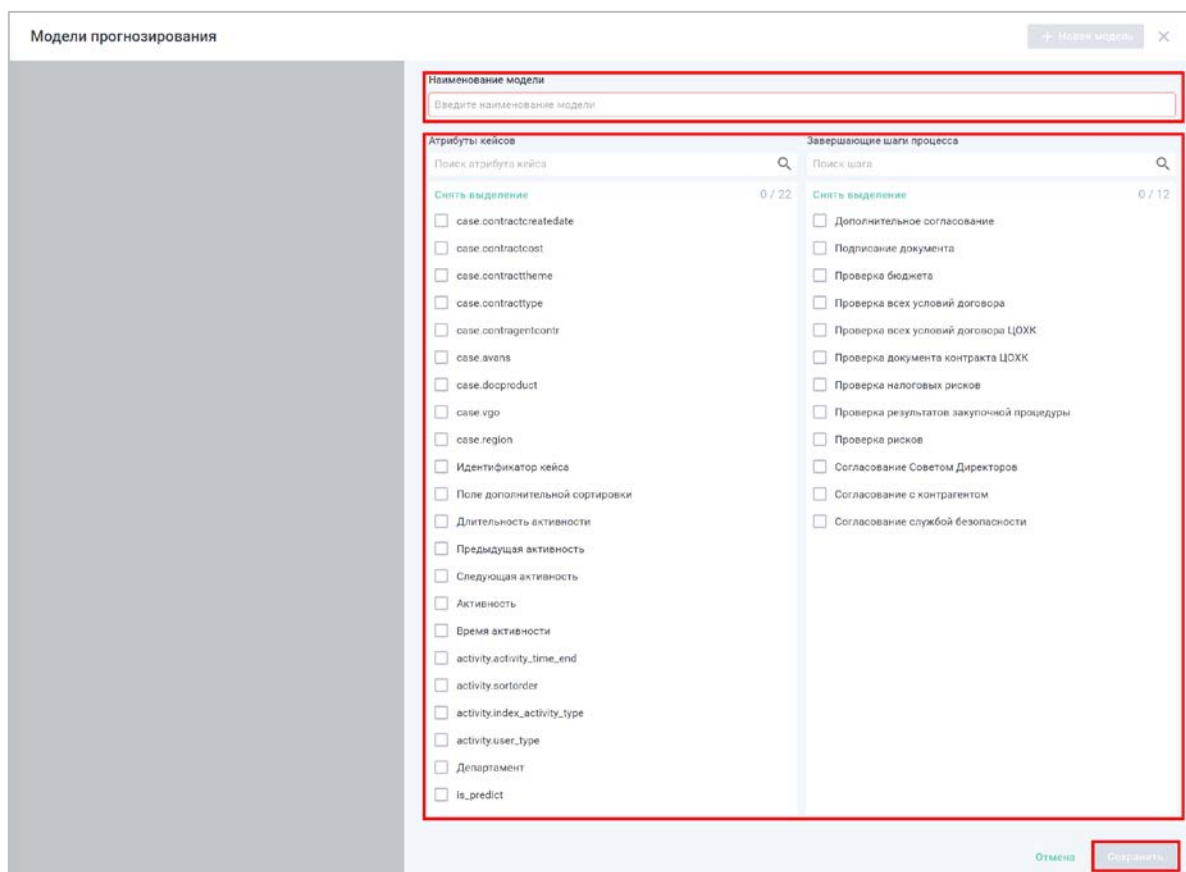 Модели прогнозирования
+ Новая модель
Наименование модели
Введите наименование модели
Атрибуты кейсов
Поиск атрибута кейса
Снять выделение 0 / 22
case.contractcreatedate
case.contractcost
case.contracttheme
case.contracttype
case.contragentcontr
case.avans
case.docproduct
case.vgo
case.region
Идентификатор кейса
Поле дополнительной сортировки
Длительность активности
Предыдущая активность
Следующая активность
Активность
Время активности
activity.activity_time_end
activity.sortorder
activity.index_activity_type
activity.user_type
Департамент
is_predict
Завершающие шаги процесса
Поиск шага
Снять выделение 0 / 12
Дополнительное согласование
Подписание документа
Проверка бюджета
Проверка всех условий договора
Проверка всех условий договора ЦОХК
Проверка документа контракта ЦОХК
Проверка налоговых рисков
Проверка результатов закупочной процедуры
Проверка рисков
Согласование Советом Директоров
Согласование с контрагентом
Согласование службой безопасности
Отмена
Сохранить